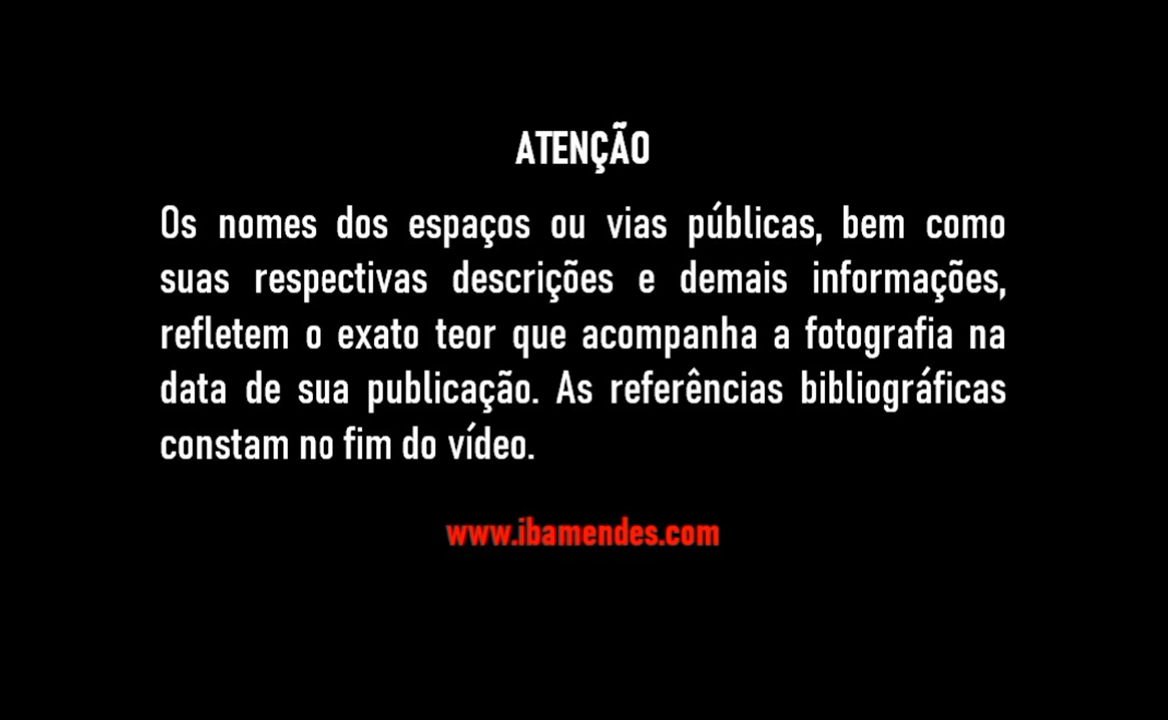 ATENÇÃO
Os nomes dos espaços ou vias públicas, bem como
suas respectivas descrições e demais informações,
refletem o exato teor que acompanha a fotografia na
data de sua publicação. As referências bibliográficas
constam no fim do vídeo.
www.ibamendes.com